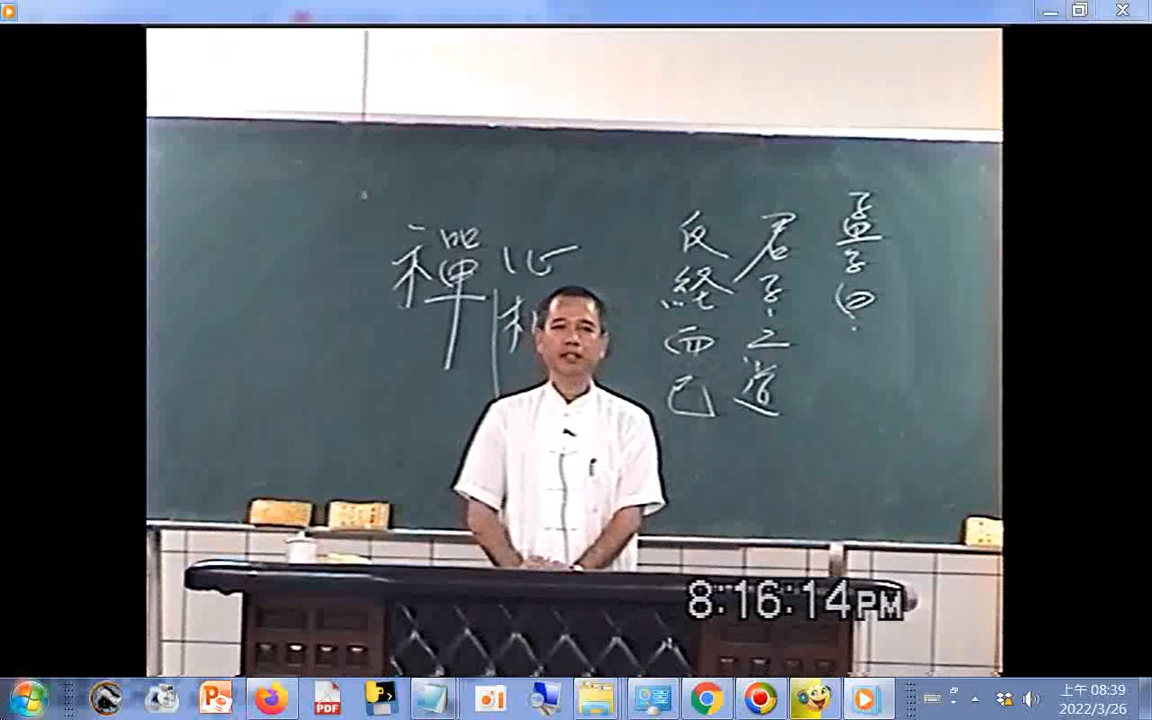 孟子曰:
君子之道
反経而已
心
禪
8:16:14PM
PDF
上午 08:39
2022/3/26